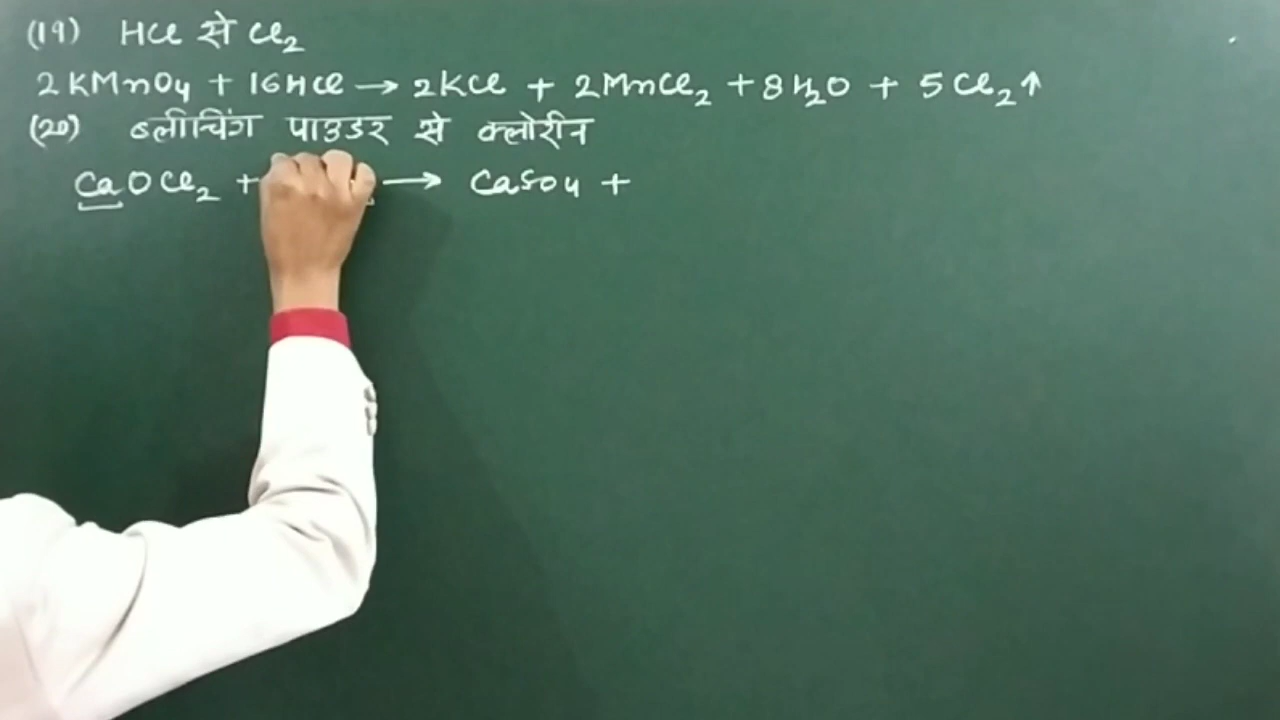 (19) HCl से Cl₂
2KMnO₄ + 16HCl → 2KCl + 2MnCl₂ + 8H₂O + 5Cl₂↑
(20) ब्लीचिंग पाउडर से क्लोरीन
CaOCl₂ + → CaSO₄ +